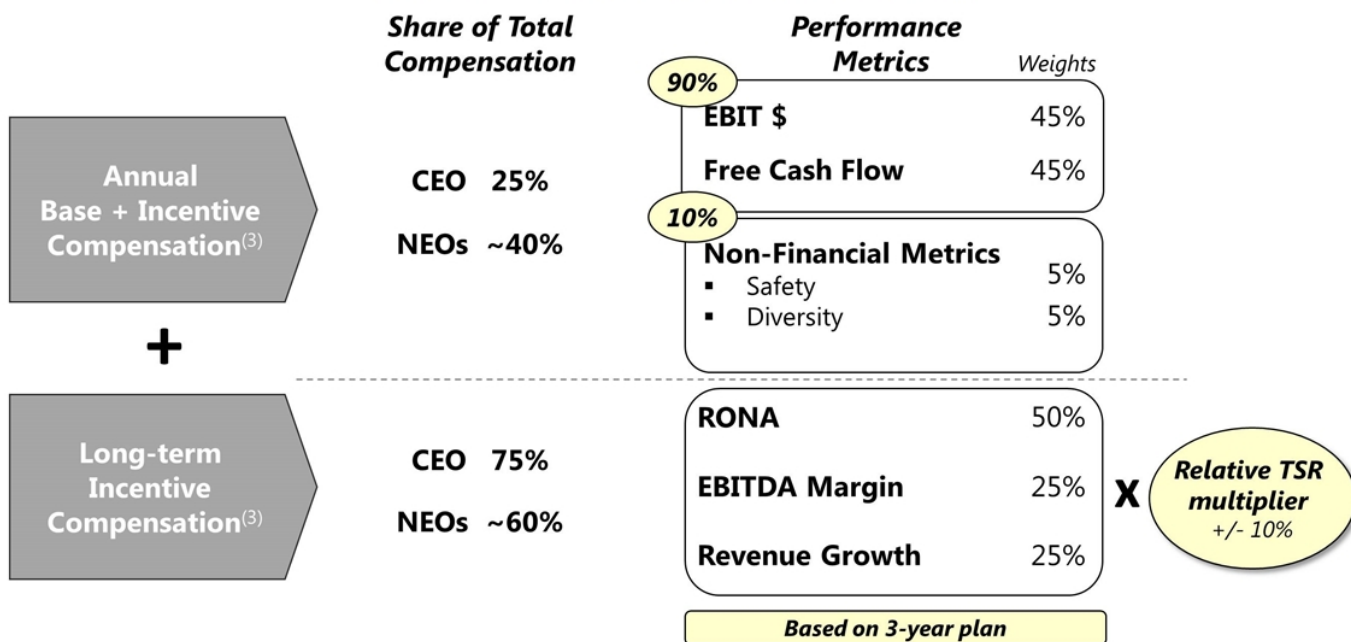 Share of Total
Compensation
Performance
Metrics
Weights
Annual
Base + Incentive
Compensation(3)
CEO 25%
NEOs ~40%
90%
EBIT $ 45%
Free Cash Flow 45%
10%
Non-Financial Metrics
▪ Safety 5%
▪ Diversity 5%
+
Long-term
Incentive
Compensation(3)
CEO 75%
NEOs ~60%
RONA 50%
EBITDA Margin 25%
Revenue Growth 25%
X
Relative TSR
multiplier
+/- 10%
Based on 3-year plan